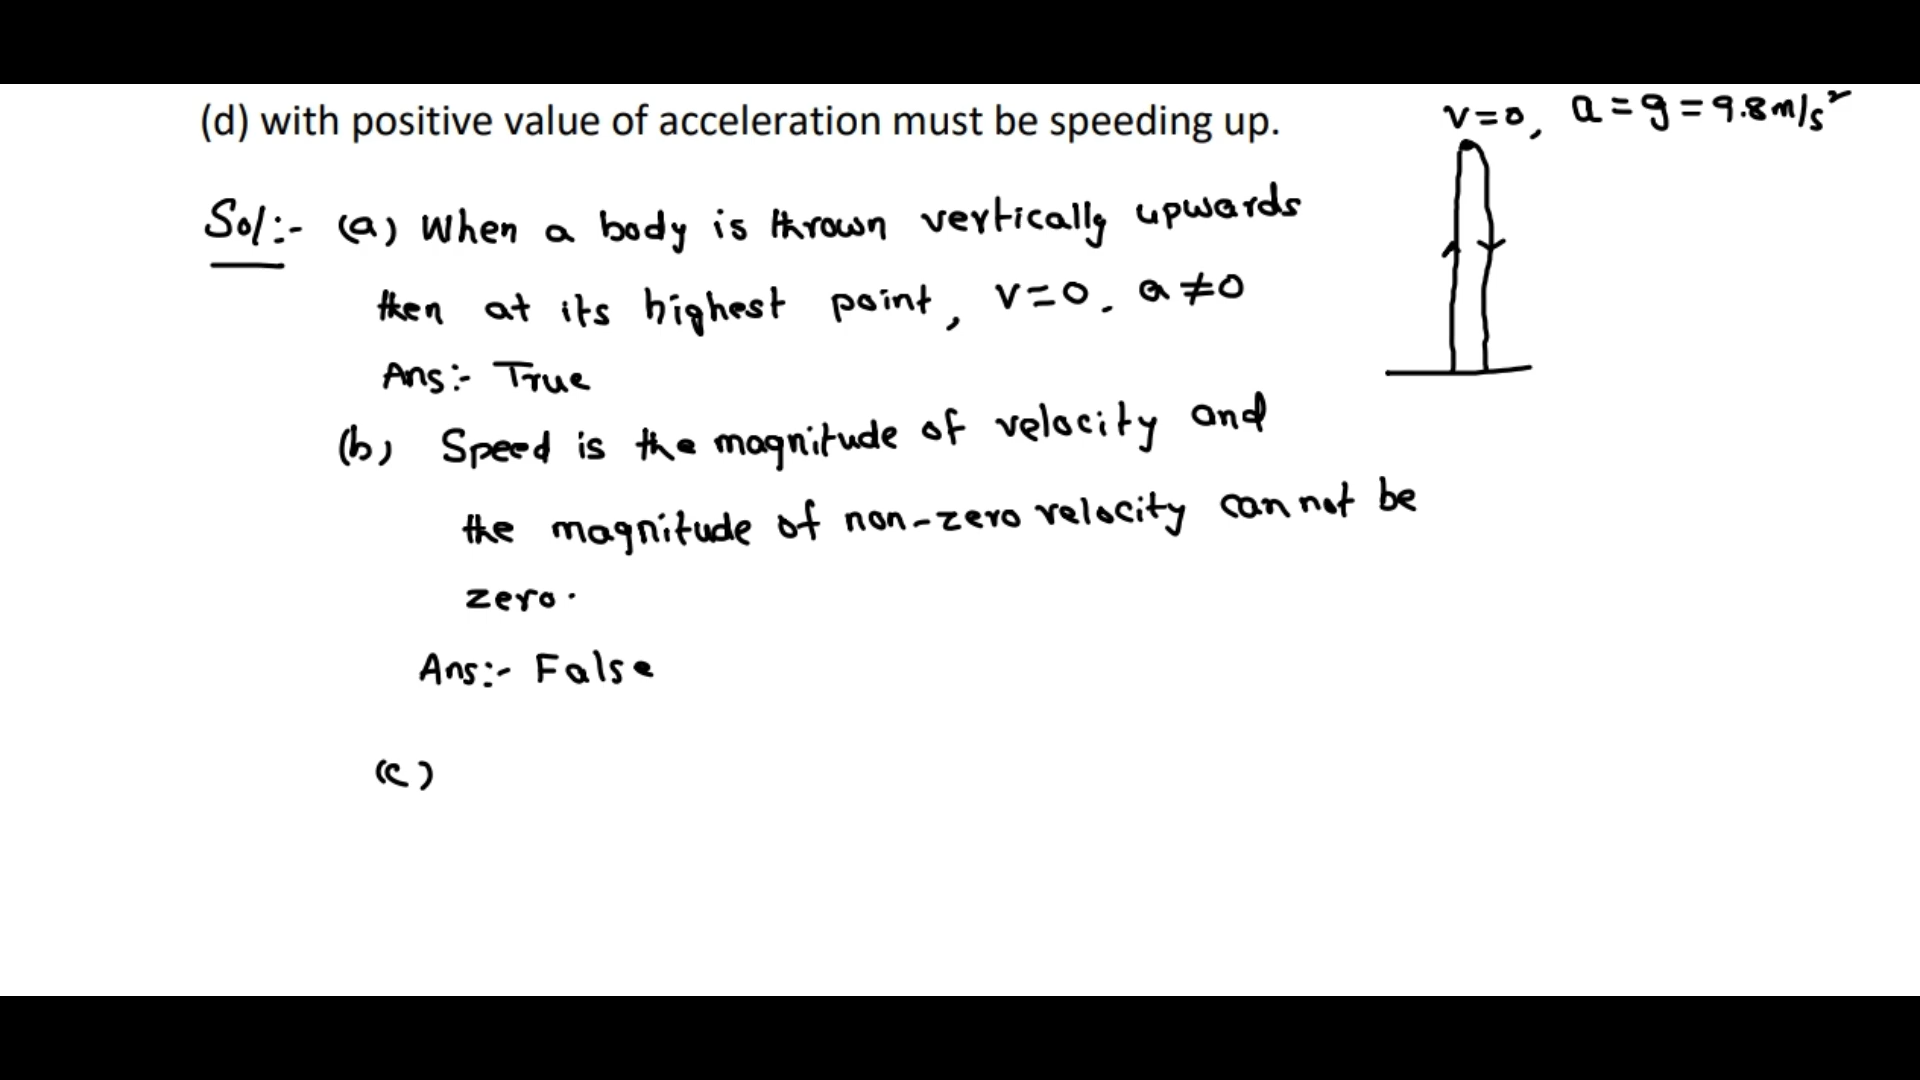 (d) with positive value of acceleration must be speeding up.
v=0, a=g=9.8m/s²
Sol:- (a) When a body is thrown vertically upwards
then at its highest point, v=0. a≠0
Ans:- True
(b) Speed is the magnitude of velocity and
the magnitude of non-zero velocity cannot be
zero.
Ans:- False
(c)